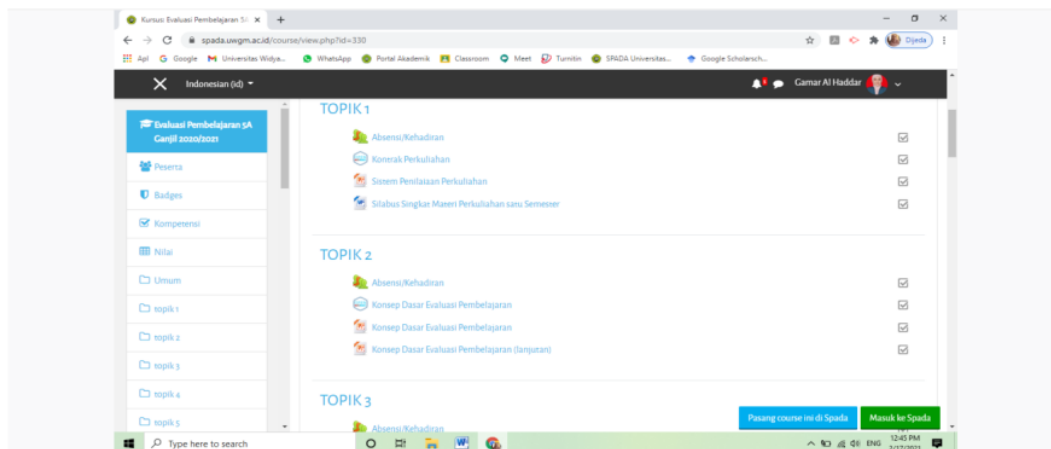 Kursus: Evaluasi Pembelajaran 5A
spada.uwgm.ac.id/course/view.php?id=330
Dijeda
Apl Google Universitas Widya... WhatsApp Portal Akademik Classroom Meet Turnitin SPADA Universitas... Google Scholarsch...
Indonesian (id)
Gamar Al Haddar
Evaluasi Pembelajaran 5A
Ganjil 2020/2021
Peserta
Badges
Kompetensi
Nilai
Umum
topik 1
topik 2
topik 3
topik 4
topik 5
TOPIK 1
Absensi/Kehadiran
Kontrak Perkuliahan
Sistem Penilaian Perkuliahan
Silabus Singkat Materi Perkuliahan satu Semester
TOPIK 2
Absensi/Kehadiran
Konsep Dasar Evaluasi Pembelajaran
Konsep Dasar Evaluasi Pembelajaran
Konsep Dasar Evaluasi Pembelajaran (lanjutan)
TOPIK 3
Absensi/Kehadiran
Pasang course ini di Spada
Masuk ke Spada
Type here to search
ENG
12:45 PM